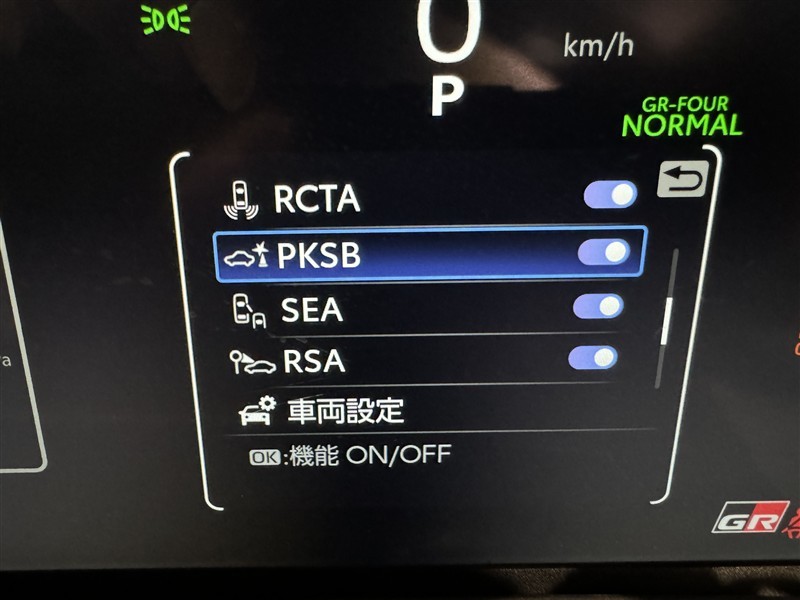 0
km/h
P
GR-FOUR
NORMAL
RCTA
PKSB
SEA
RSA
車両設定
OK:機能 ON/OFF
GR